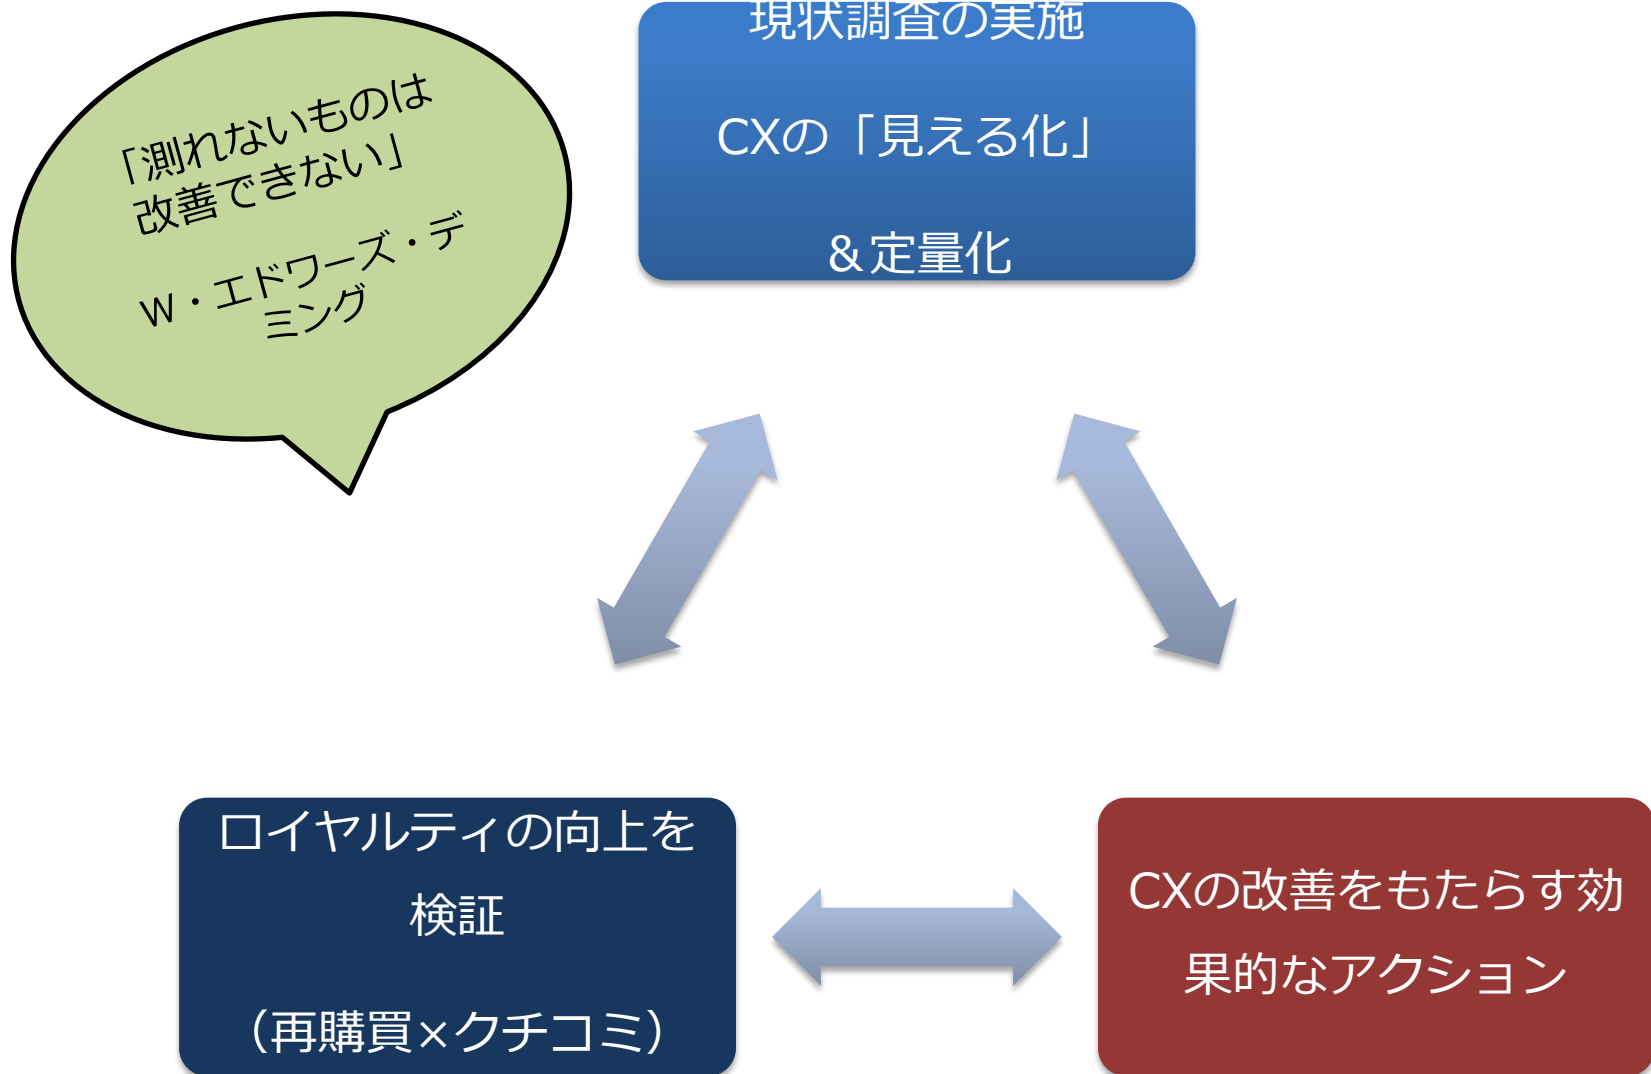 「測れないものは
改善できない」
W・エドワーズ・デ
ミング
現状調査の実施
CXの「見える化」
&定量化
ロイヤルティの向上を
検証
（再購買×クチコミ）
CXの改善をもたらす効
果的なアクション